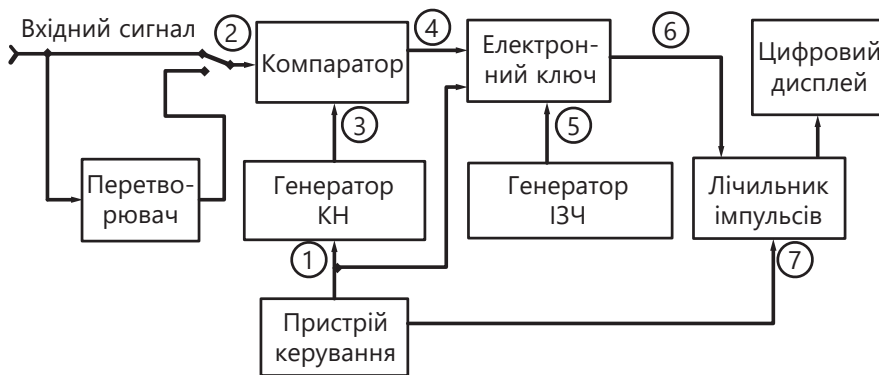 Вхідний сигнал
2
4
6
Компаратор
Електрон-
ний ключ
Цифровий
дисплей
3
5
Перетво-
рювач
Генератор
КН
Генератор
ІЗЧ
Лічильник
імпульсів
1
7
Пристрій
керування